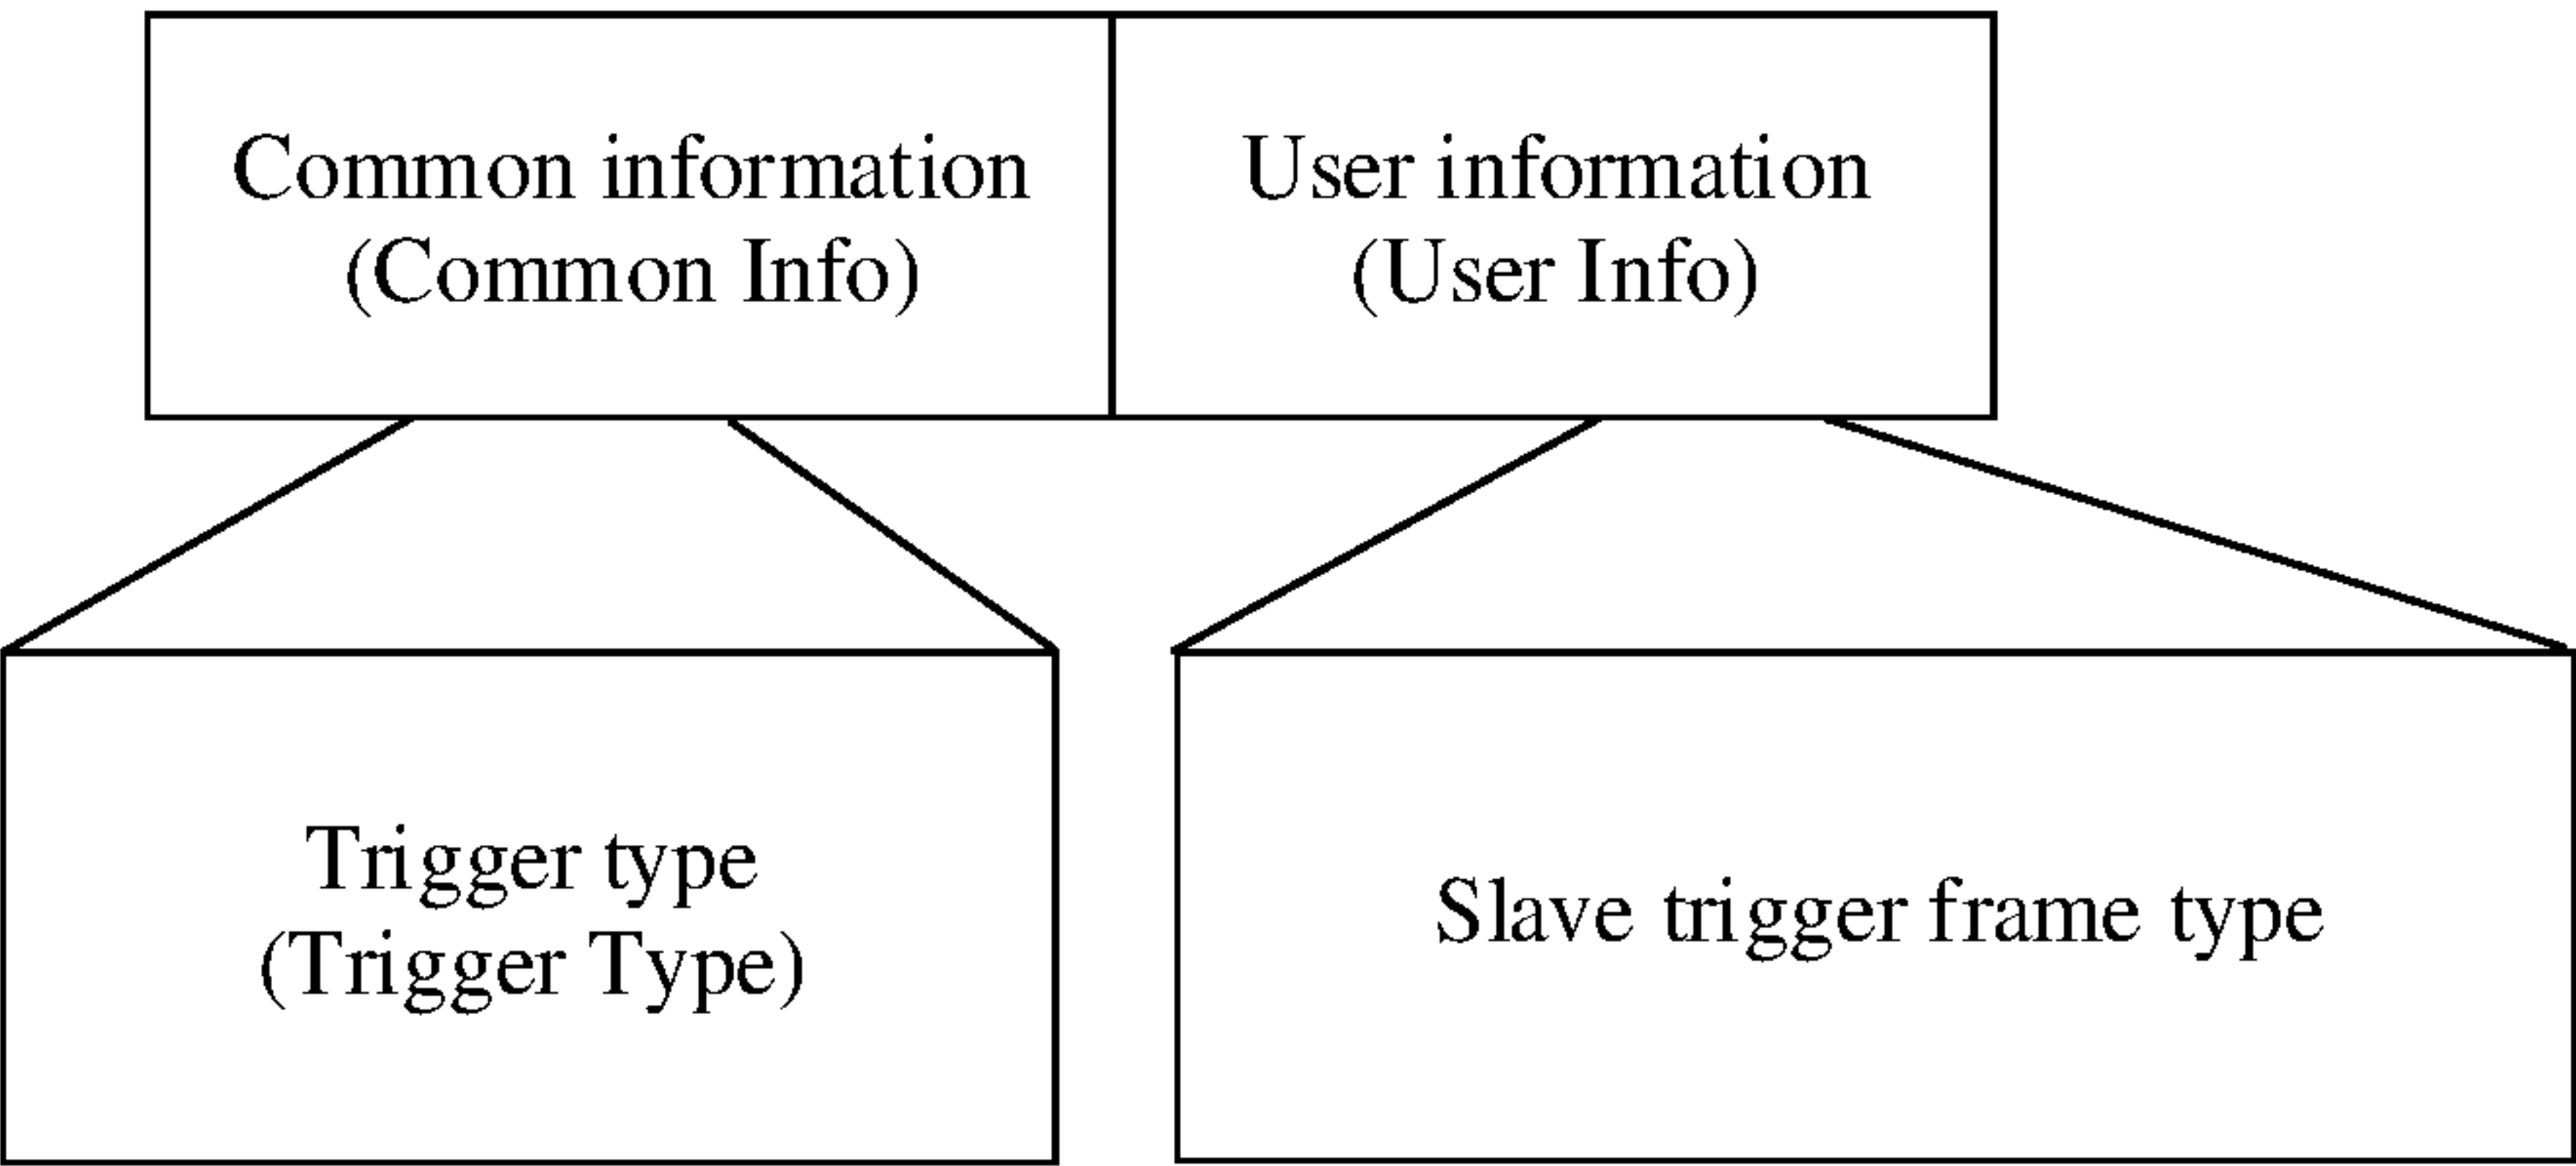 Common information
(Common Info)
User information
(User Info)
Trigger type
(Trigger Type)
Slave trigger frame type